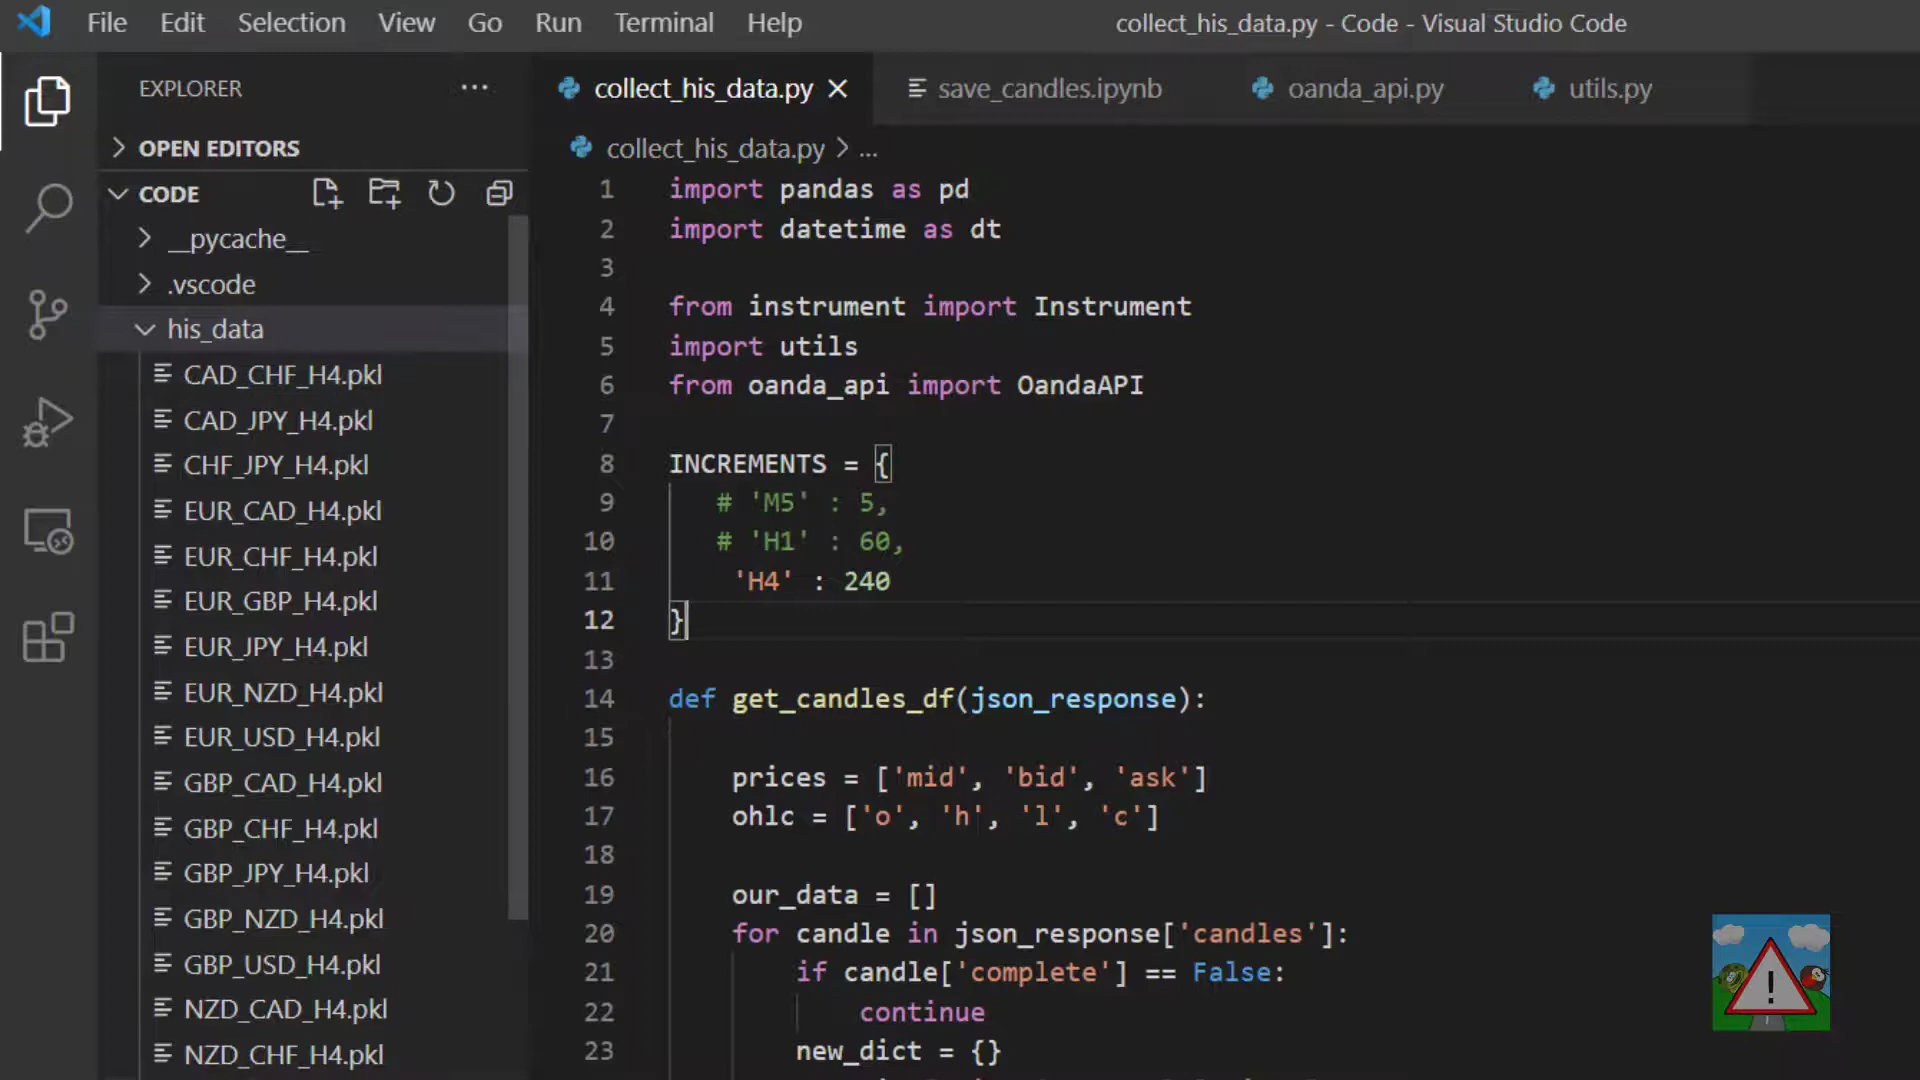 File Edit Selection View Go Run Terminal Help collect_his_data.py - Code - Visual Studio Code
EXPLORER ···
OPEN EDITORS
CODE
__pycache__
.vscode
his_data
CAD_CHF_H4.pkl
CAD_JPY_H4.pkl
CHF_JPY_H4.pkl
EUR_CAD_H4.pkl
EUR_CHF_H4.pkl
EUR_GBP_H4.pkl
EUR_JPY_H4.pkl
EUR_NZD_H4.pkl
EUR_USD_H4.pkl
GBP_CAD_H4.pkl
GBP_CHF_H4.pkl
GBP_JPY_H4.pkl
GBP_NZD_H4.pkl
GBP_USD_H4.pkl
NZD_CAD_H4.pkl
NZD_CHF_H4.pkl
collect_his_data.py save_candles.ipynb oanda_api.py utils.py
collect_his_data.py > ...
1 import pandas as pd
2 import datetime as dt
3
4 from instrument import Instrument
5 import utils
6 from oanda_api import OandaAPI
7
8 INCREMENTS = {
9 # 'M5' : 5,
10 # 'H1' : 60,
11 'H4' : 240
12 }
13
14 def get_candles_df(json_response):
15
16 prices = ['mid', 'bid', 'ask']
17 ohlc = ['o', 'h', 'l', 'c']
18
19 our_data = []
20 for candle in json_response['candles']:
21 if candle['complete'] == False:
22 continue
23 new_dict = {}